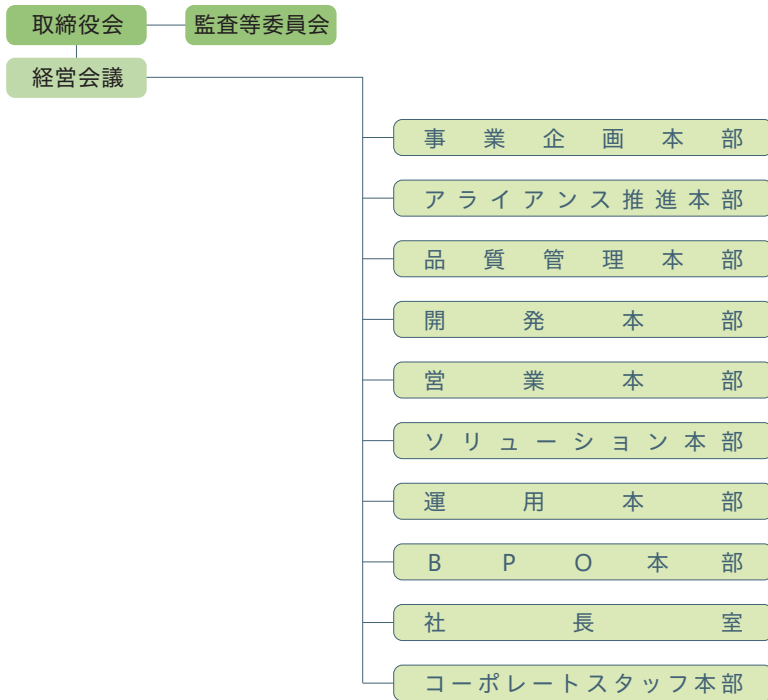 取締役会
監査等委員会
経営会議
事業企画本部
アライアンス推進本部
品質管理本部
開発本部
営業本部
ソリューション本部
運用本部
BPO本部
社長室
コーポレートスタッフ本部